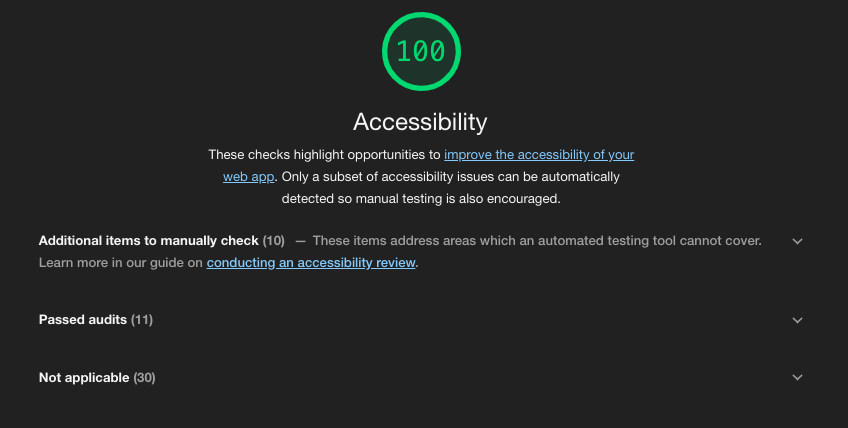 100
Accessibility
These checks highlight opportunities to improve the accessibility of your
web app. Only a subset of accessibility issues can be automatically
detected so manual testing is also encouraged.
Additional items to manually check (10) — These items address areas which an automated testing tool cannot cover.
Learn more in our guide on conducting an accessibility review.
Passed audits (11)
Not applicable (30)